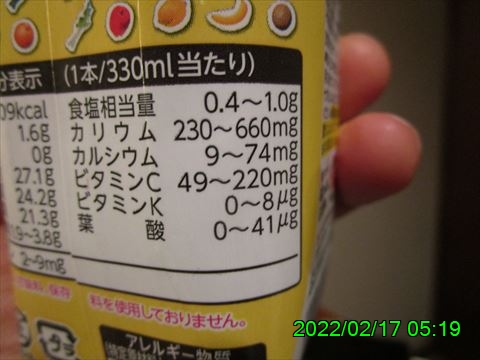 分表示 (1本/330ml当たり)
09kcal 食塩相当量 0.4〜1.0g
1.6g カリウム 230〜660mg
0g カルシウム 9〜74mg
27.1g ビタミンC 49〜220mg
24.2g ビタミンK 0〜8μg
21.3g 葉 酸 0〜41μg
19〜3.8g
2〜9mg
保存 料を使用しておりません。
アレルギー物質
2022/02/17 05:19